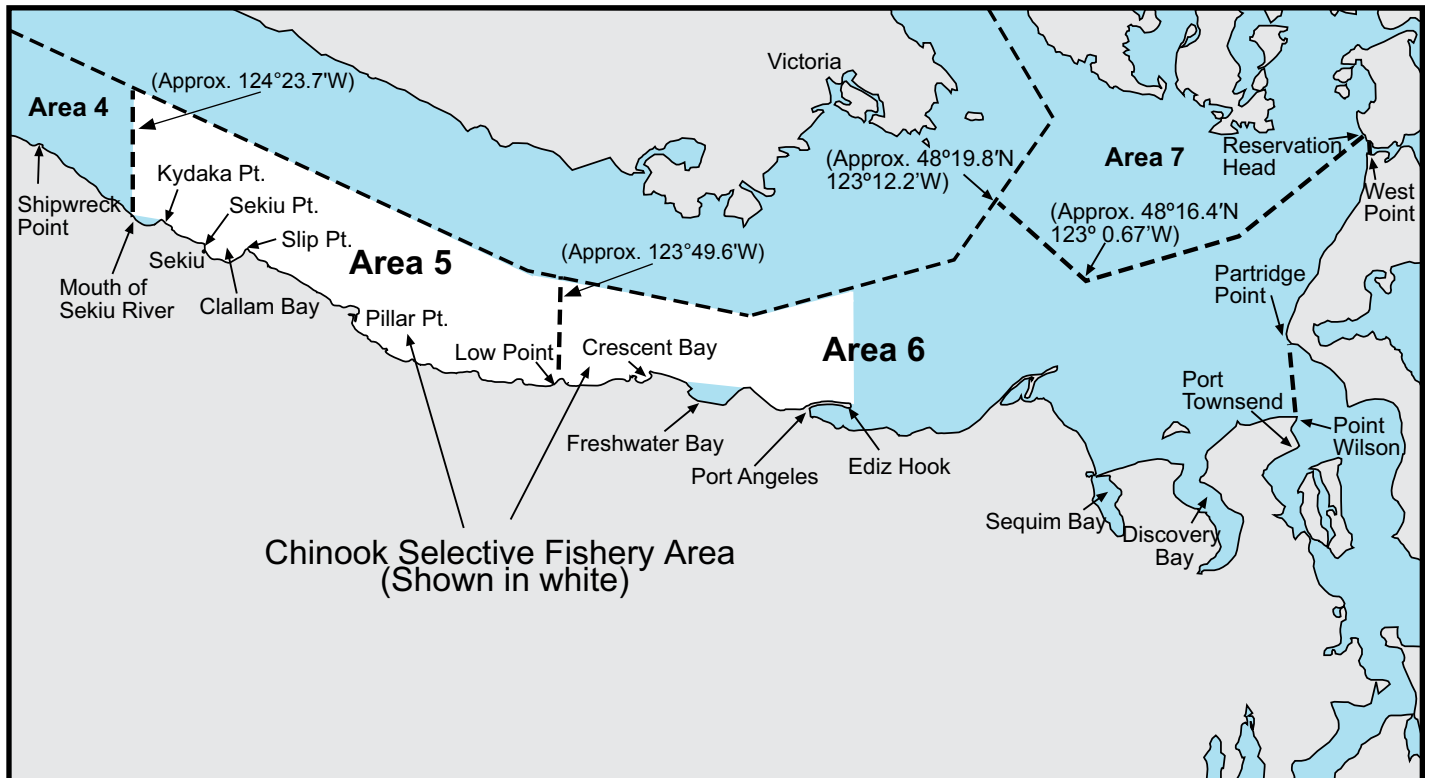 Victoria
(Approx. 124°23.7'W)
Area 4
Area 7
Reservation
Head
(Approx. 48º19.8'N
123º12.2'W)
Kydaka Pt.
West
Point
Shipwreck
Point
Sekiu Pt.
(Approx. 48º16.4'N
123º 0.67'W)
Slip Pt.
(Approx. 123°49.6'W)
Sekiu
Area 5
Partridge
Point
Mouth of
Sekiu River
Clallam Bay
Pillar Pt.
Low Point
Crescent Bay
Area 6
Port
Townsend
Point
Wilson
Freshwater Bay
Port Angeles
Ediz Hook
Sequim Bay
Discovery
Bay
Chinook Selective Fishery Area
(Shown in white)